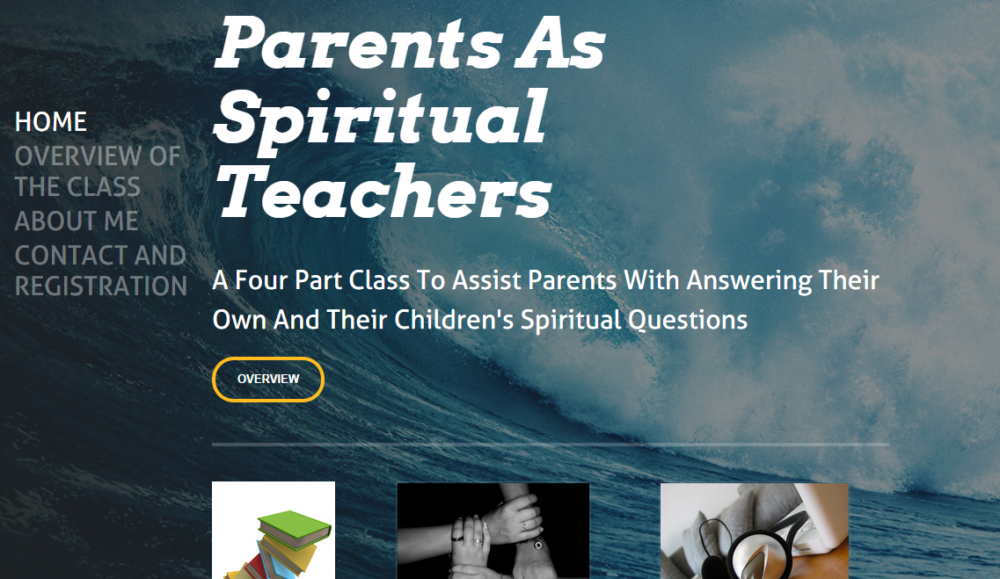 Parents As
Spiritual
Teachers
HOME
OVERVIEW OF
THE CLASS
ABOUT ME
CONTACT AND
REGISTRATION
A Four Part Class To Assist Parents With Answering Their
Own And Their Children's Spiritual Questions
OVERVIEW